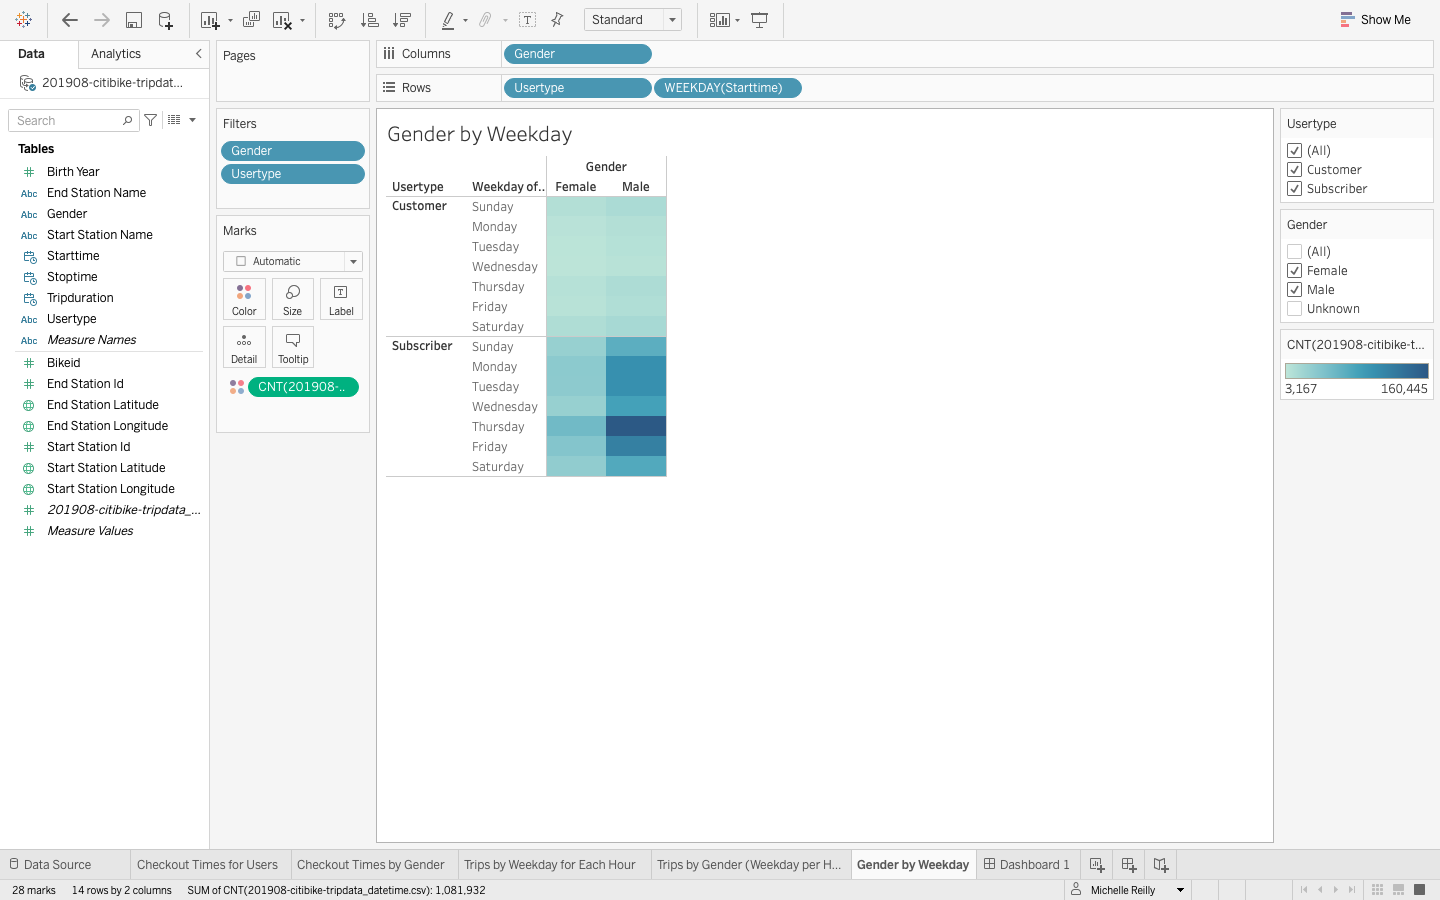 Standard
Show Me
Data
Analytics
201908-citibike-tripdat...
Search
Tables
Birth Year
Abc End Station Name
Abc Gender
Abc Start Station Name
Starttime
Stoptime
Tripduration
Abc Usertype
Abc Measure Names
Bikeid
End Station Id
End Station Latitude
End Station Longitude
Start Station Id
Start Station Latitude
Start Station Longitude
201908-citibike-tripdata_...
Measure Values
Pages
Filters
Gender
Usertype
Marks
Automatic
Color
Size
T
Label
Detail
Tooltip
CNT(201908-..
Columns
Gender
Rows
Usertype
WEEKDAY(Starttime)
Gender by Weekday
Gender
Usertype
Weekday of..
Female
Male
Customer
Sunday
Monday
Tuesday
Wednesday
Thursday
Friday
Saturday
Subscriber
Sunday
Monday
Tuesday
Wednesday
Thursday
Friday
Saturday
Usertype
(All)
Customer
Subscriber
Gender
(All)
Female
Male
Unknown
CNT(201908-citibike-t...
3,167
160,445
Data Source
Checkout Times for Users
Checkout Times by Gender
Trips by Weekday for Each Hour
Trips by Gender (Weekday per H...
Gender by Weekday
Dashboard 1
28 marks
14 rows by 2 columns
SUM of CNT(201908-citibike-tripdata_datetime.csv): 1,081,932
Michelle Reilly